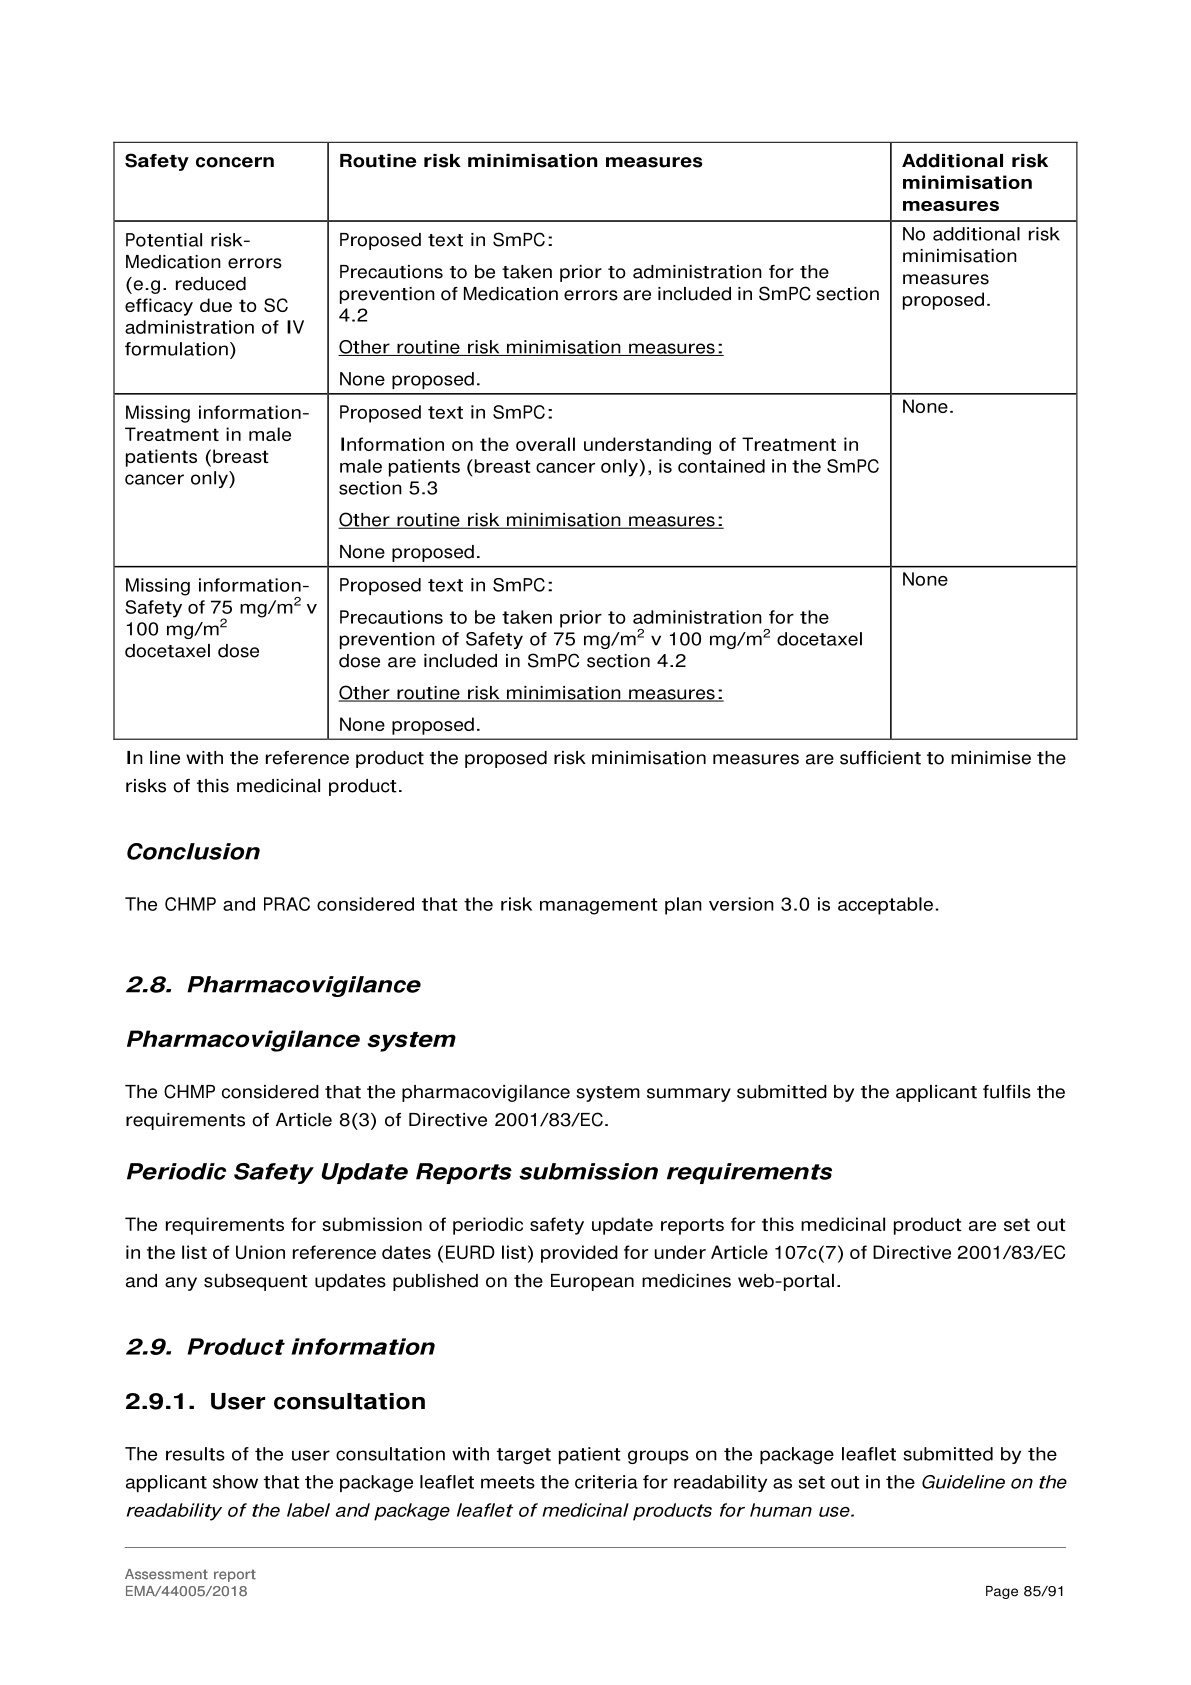 Safety concern
Routine risk minimisation measures
Additional risk
minimisation
measures
Potential risk-
Medication errors
(e.g. reduced
efficacy due to SC
administration of IV
formulation)
Proposed text in SmPC:
Precautions to be taken prior to administration for the
prevention of Medication errors are included in SmPC section
4.2
Other routine risk minimisation measures:
None proposed.
No additional risk
minimisation
measures
proposed.
Missing information-
Treatment in male
patients (breast
cancer only)
Proposed text in SmPC:
Information on the overall understanding of Treatment in
male patients (breast cancer only), is contained in the SmPC
section 5.3
Other routine risk minimisation measures:
None proposed.
None.
Missing information-
Safety of 75 mg/m² v
100 mg/m²
docetaxel dose
Proposed text in SmPC:
Precautions to be taken prior to administration for the
prevention of Safety of 75 mg/m² v 100 mg/m² docetaxel
dose are included in SmPC section 4.2
Other routine risk minimisation measures:
None proposed.
None
In line with the reference product the proposed risk minimisation measures are sufficient to minimise the
risks of this medicinal product.
Conclusion
The CHMP and PRAC considered that the risk management plan version 3.0 is acceptable.
2.8. Pharmacovigilance
Pharmacovigilance system
The CHMP considered that the pharmacovigilance system summary submitted by the applicant fulfils the
requirements of Article 8(3) of Directive 2001/83/EC.
Periodic Safety Update Reports submission requirements
The requirements for submission of periodic safety update reports for this medicinal product are set out
in the list of Union reference dates (EURD list) provided for under Article 107c(7) of Directive 2001/83/EC
and any subsequent updates published on the European medicines web-portal.
2.9. Product information
2.9.1. User consultation
The results of the user consultation with target patient groups on the package leaflet submitted by the
applicant show that the package leaflet meets the criteria for readability as set out in the Guideline on the
readability of the label and package leaflet of medicinal products for human use.
Assessment report
EMA/44005/2018
Page 85/91